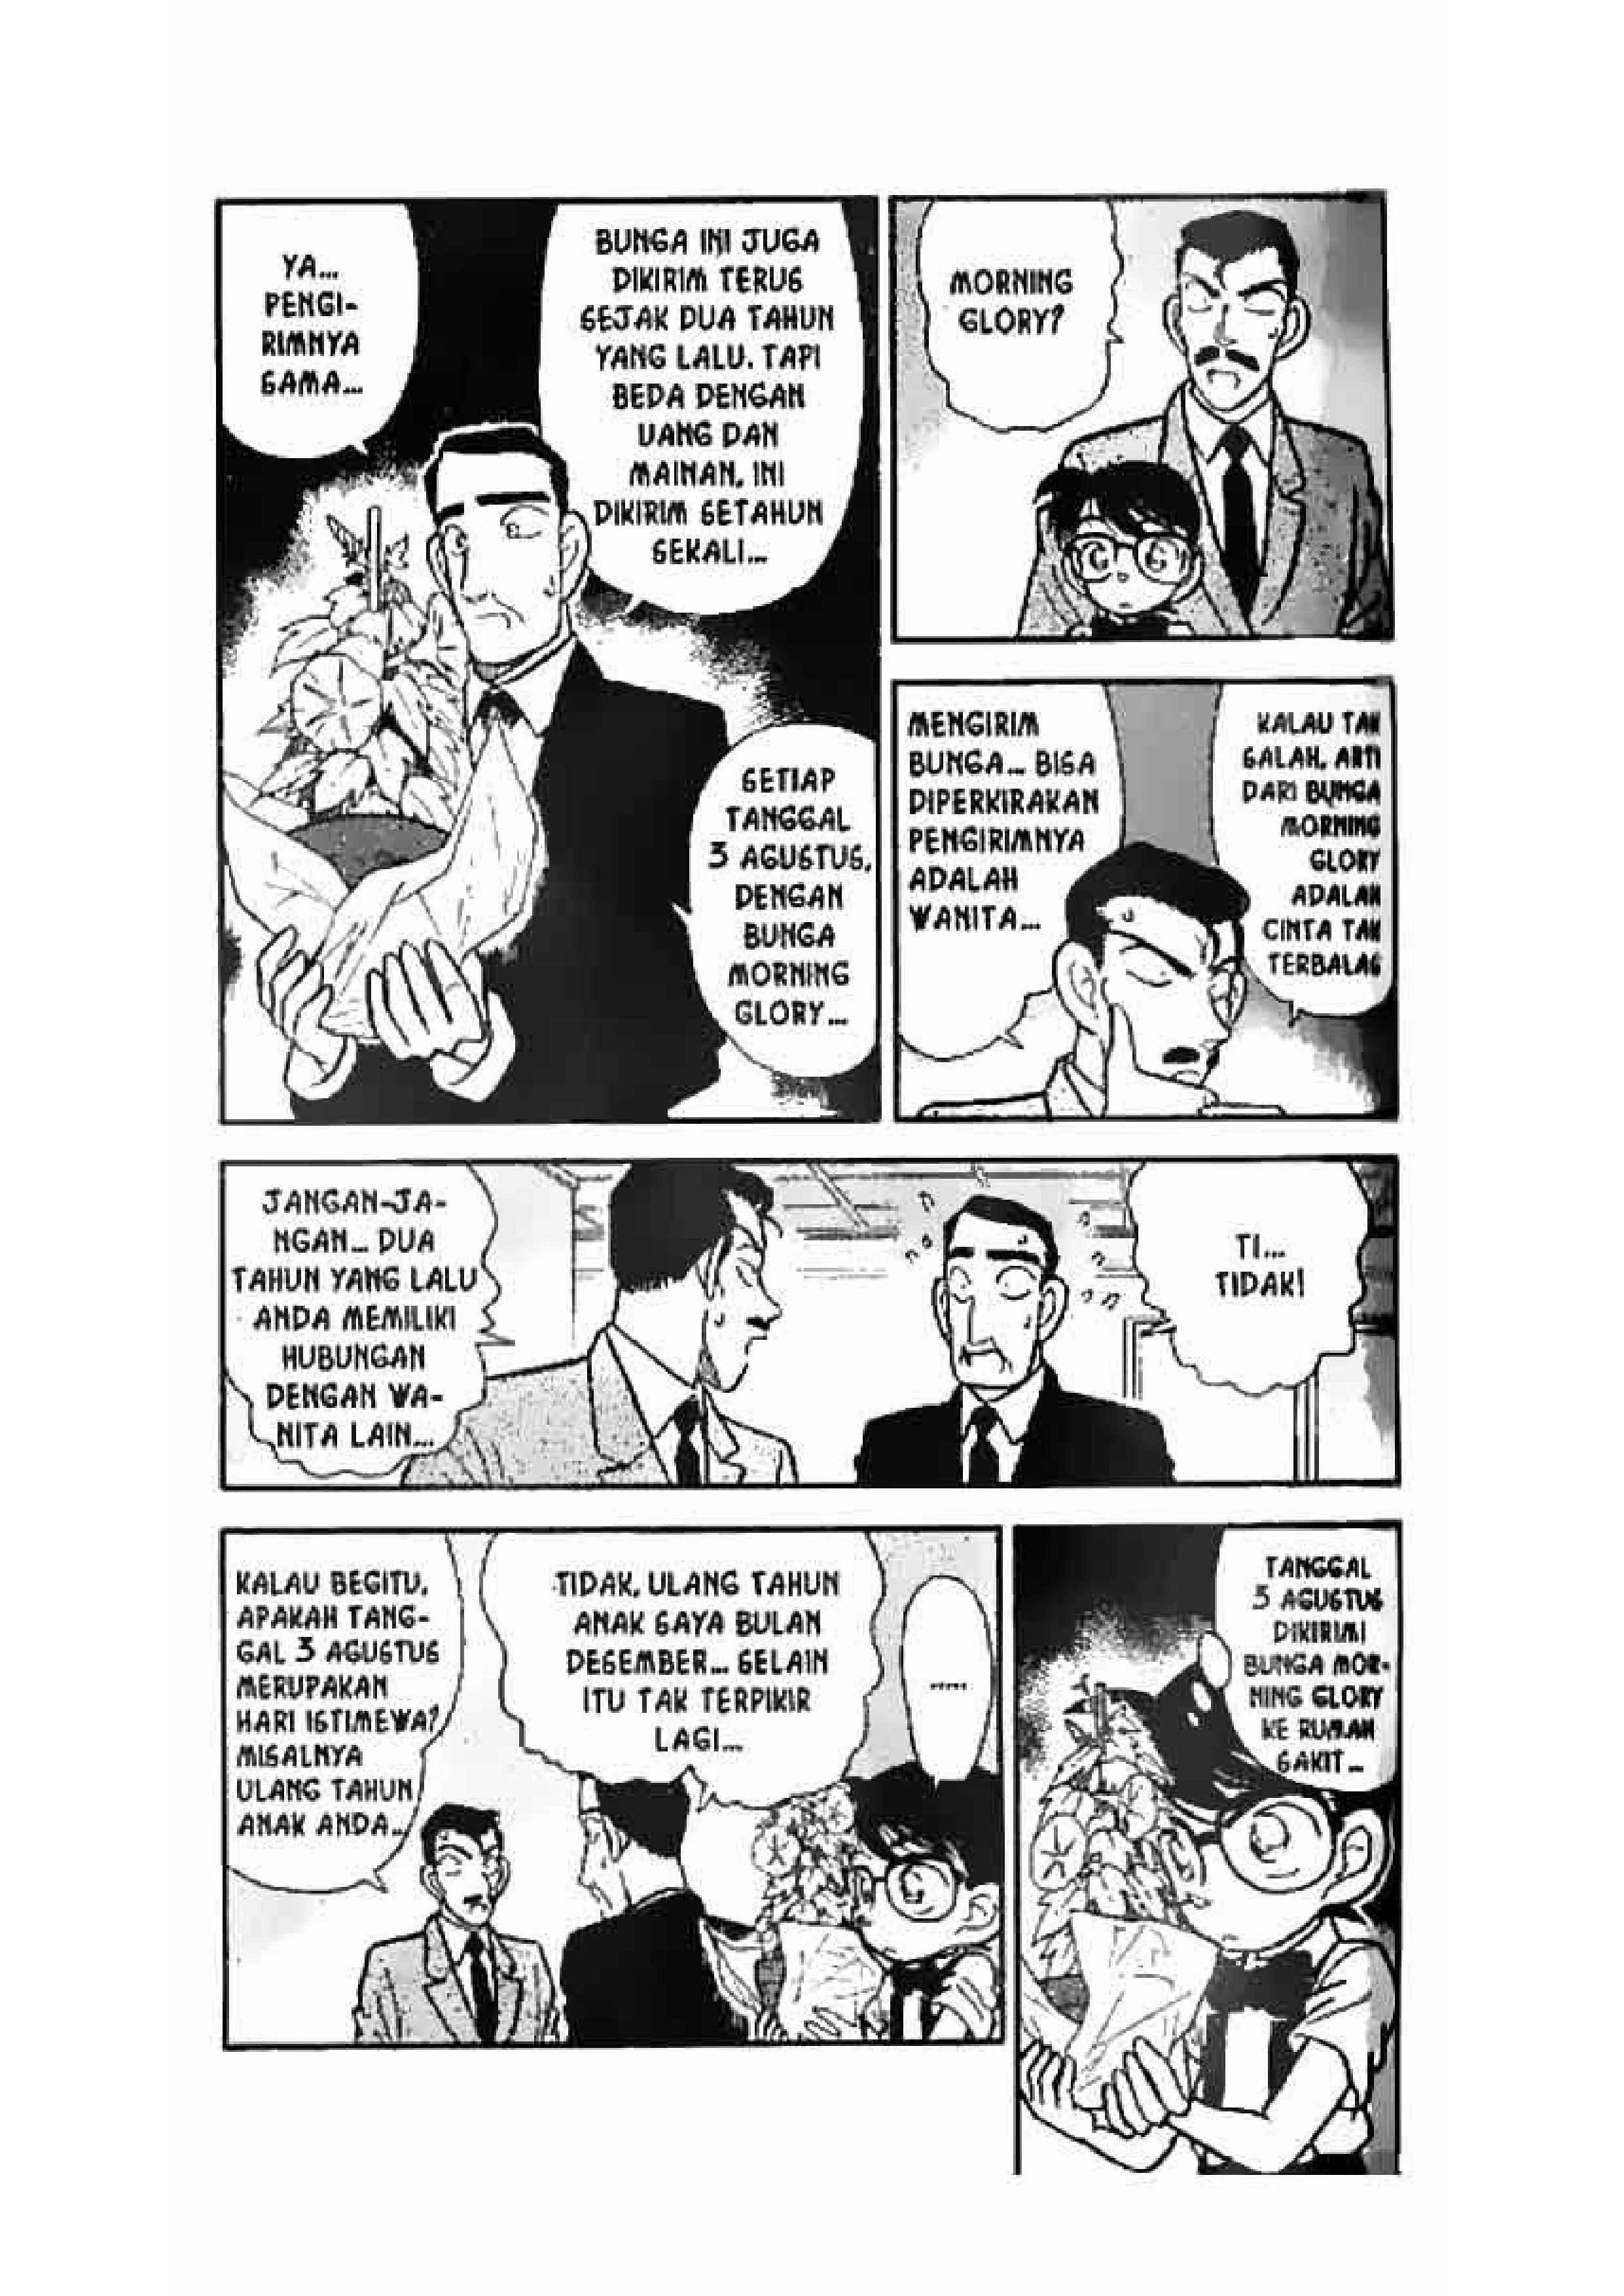 YA...
PENGI-
RIMNYA
SAMA...
BUNGA INI JUGA
DIKIRIM TERUS
SEJAK DUA TAHUN
YANG LALU. TAPI
BEDA DENGAN
UANG DAN
MAINAN, INI
DIKIRIM SETAHUN
SEKALI...
SETIAP
TANGGAL
3 AGUSTUS,
DENGAN
BUNGA
MORNING
GLORY...
MORNING
GLORY?
MENGIRIM
BUNGA... BISA
DIPERKIRAKAN
PENGIRIMNYA
ADALAH
WANITA...
KALAU TAK
SALAH, ARTI
DARI BUNGA
MORNING
GLORY
ADALAH
CINTA TAK
TERBALAS
JANGAN-JA-
NGAN... DUA
TAHUN YANG LALU
ANDA MEMILIKI
HUBUNGAN
DENGAN WA-
NITA LAIN...
TI...
TIDAK!
KALAU BEGITU,
APAKAH TANG-
GAL 3 AGUSTUS
MERUPAKAN
HARI ISTIMEWA?
MISALNYA
ULANG TAHUN
ANAK ANDA...
TIDAK, ULANG TAHUN
ANAK SAYA BULAN
DESEMBER... SELAIN
ITU TAK TERPIKIR
LAGI...
.....
TANGGAL
3 AGUSTUS
DIKIRIMI
BUNGA MOR-
NING GLORY
KE RUMAH
SAKIT...